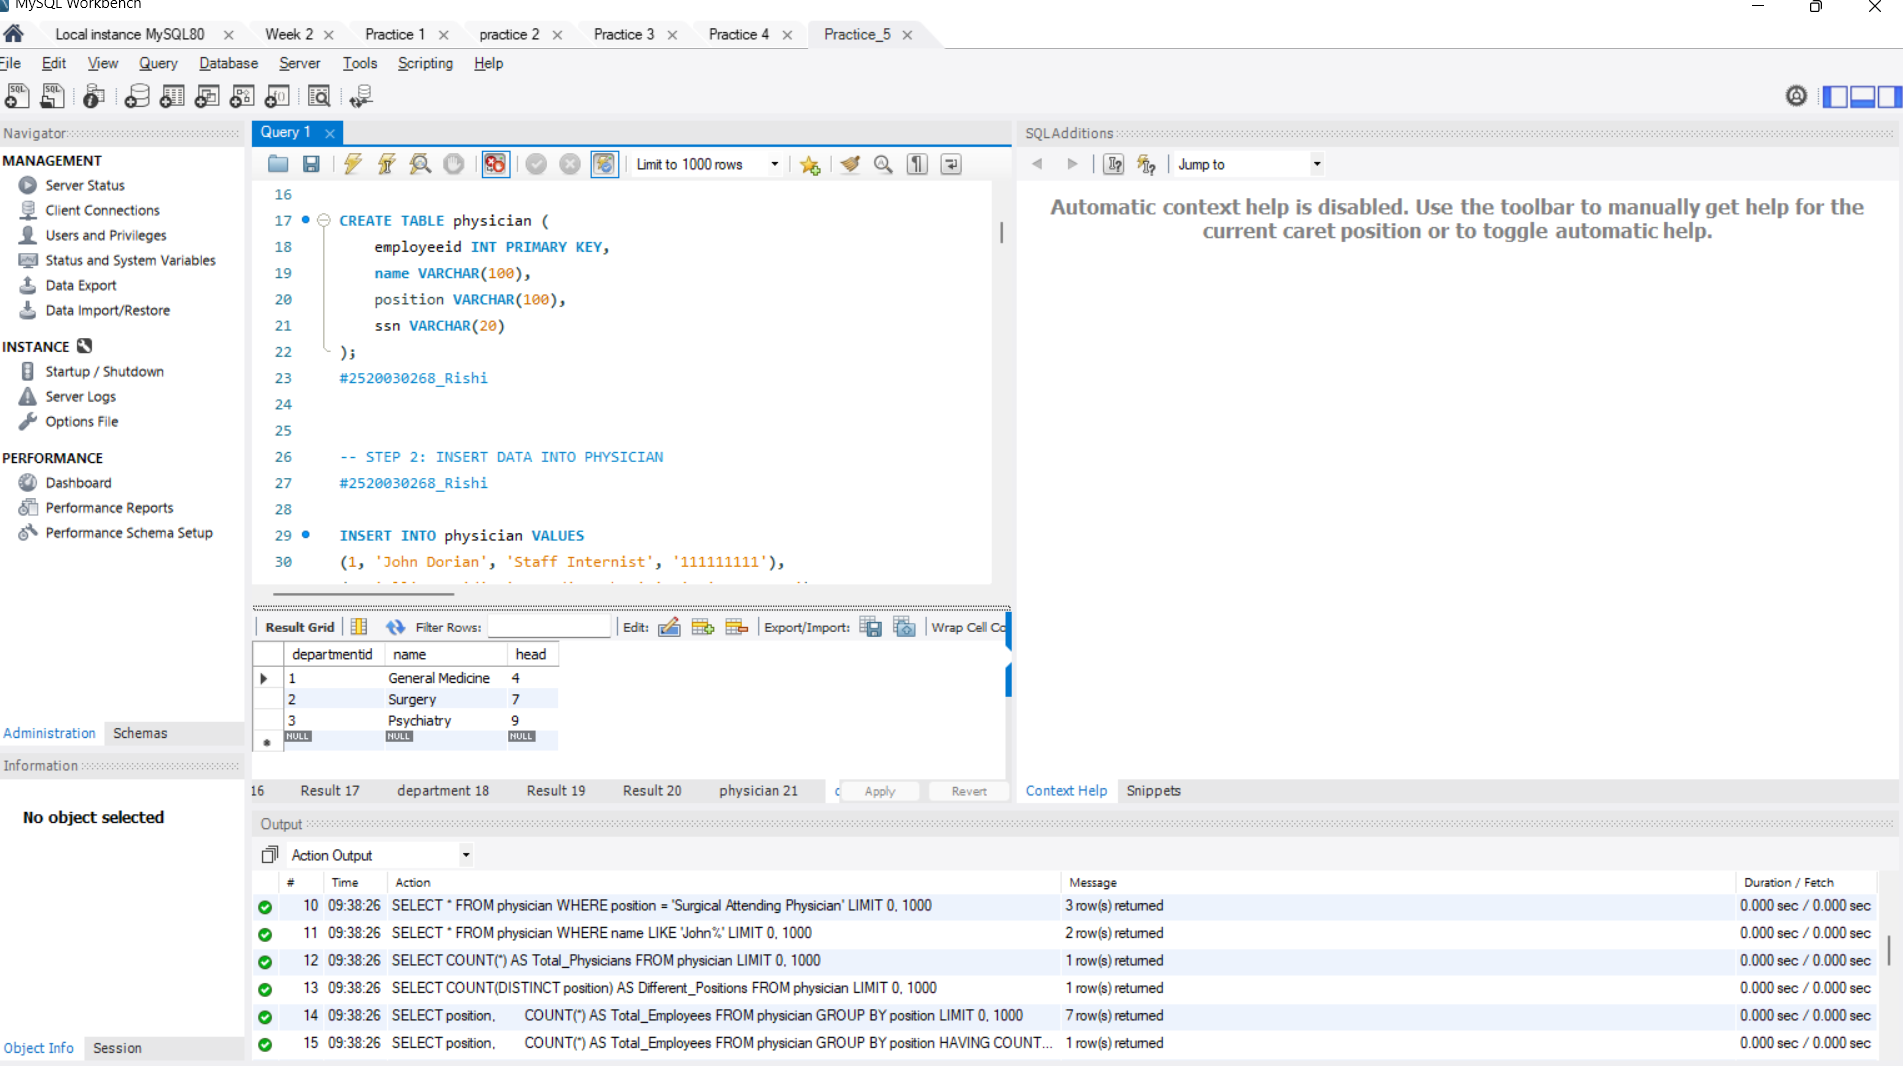 MySQL Workbench
Local instance MySQL80 Week 2 Practice 1 practice 2 Practice 3 Practice 4 Practice_5
File Edit View Query Database Server Tools Scripting Help
Navigator
MANAGEMENT
Server Status
Client Connections
Users and Privileges
Status and System Variables
Data Export
Data Import/Restore
INSTANCE
Startup / Shutdown
Server Logs
Options File
PERFORMANCE
Dashboard
Performance Reports
Performance Schema Setup
Administration Schemas
Information
No object selected
Object Info Session
Query 1
Limit to 1000 rows
16
17 CREATE TABLE physician (
18 employeeid INT PRIMARY KEY,
19 name VARCHAR(100),
20 position VARCHAR(100),
21 ssn VARCHAR(20)
22 );
23 #2520030268_Rishi
24
25
26 -- STEP 2: INSERT DATA INTO PHYSICIAN
27 #2520030268_Rishi
28
29 INSERT INTO physician VALUES
30 (1, 'John Dorian', 'Staff Internist', '111111111'),
Result Grid Filter Rows: Edit: Export/Import: Wrap Cell Co
departmentid name head
1 General Medicine 4
2 Surgery 7
3 Psychiatry 9
NULL NULL NULL
16 Result 17 department 18 Result 19 Result 20 physician 21 Apply Revert
SQLAdditions
Jump to
Automatic context help is disabled. Use the toolbar to manually get help for the
current caret position or to toggle automatic help.
Context Help Snippets
Output
Action Output
# Time Action Message Duration / Fetch
10 09:38:26 SELECT * FROM physician WHERE position = 'Surgical Attending Physician' LIMIT 0, 1000 3 row(s) returned 0.000 sec / 0.000 sec
11 09:38:26 SELECT * FROM physician WHERE name LIKE 'John%' LIMIT 0, 1000 2 row(s) returned 0.000 sec / 0.000 sec
12 09:38:26 SELECT COUNT(*) AS Total_Physicians FROM physician LIMIT 0, 1000 1 row(s) returned 0.000 sec / 0.000 sec
13 09:38:26 SELECT COUNT(DISTINCT position) AS Different_Positions FROM physician LIMIT 0, 1000 1 row(s) returned 0.000 sec / 0.000 sec
14 09:38:26 SELECT position, COUNT(*) AS Total_Employees FROM physician GROUP BY position LIMIT 0, 1000 7 row(s) returned 0.000 sec / 0.000 sec
15 09:38:26 SELECT position, COUNT(*) AS Total_Employees FROM physician GROUP BY position HAVING COUNT... 1 row(s) returned 0.000 sec / 0.000 sec